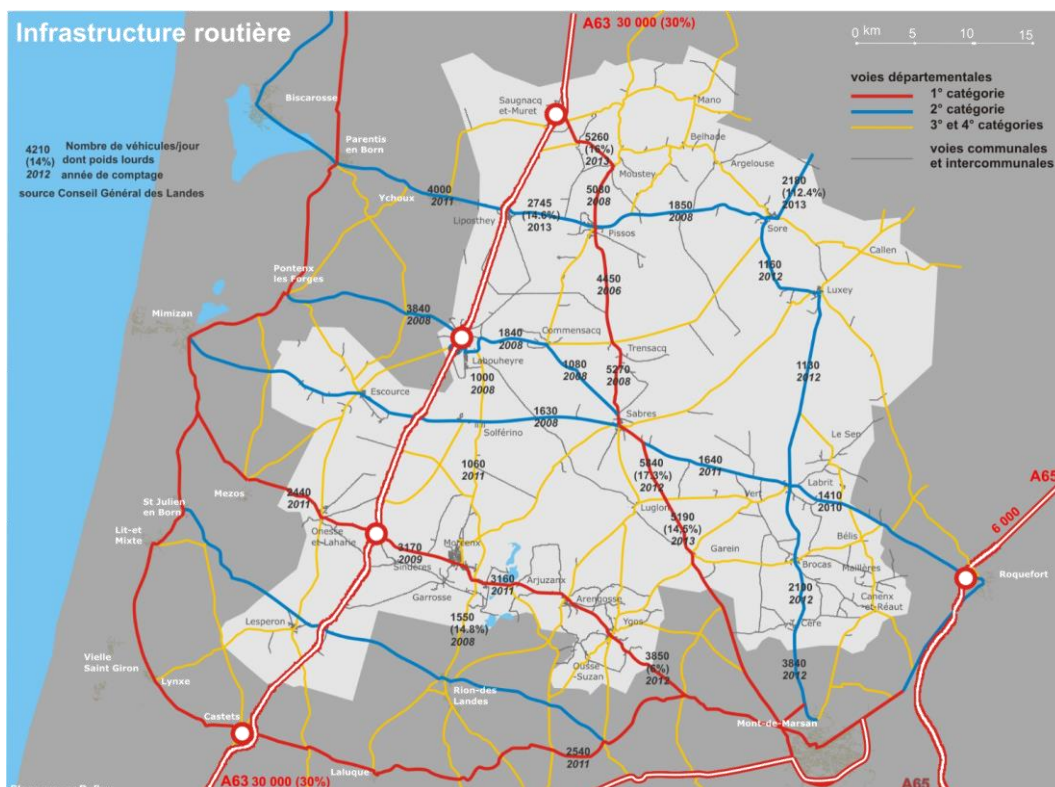 Infrastructure routière
A63 30 000 (30%)
0 km 5 10 15
voies départementales
1° catégorie
2° catégorie
3° et 4° catégories
voies communales
et intercommunales
4210 Nombre de véhicules/jour
(14%) dont poids lourds
2012 année de comptage
source Conseil Général des Landes
Biscarosse
Parentis
en Born
Saugnacq
et-Muret
Mano
5260
(16%)
2013
Belhade
Moustey
Argelouse
2180
(112.4%)
2013
Ychoux
4000
2011
5080
2008
Liposthey
2745
(14.6%)
2013
Pissos
1850
2008
Sore
Callen
1160
2012
4450
2006
Luxey
Pontenx
les Forges
Mimizan
3840
2008
1840
2008
Commensacq
Labouheyre
1000
2008
1080
2008
Trensacq
5270
2008
1130
2012
Escource
Solférino
1630
2008
Sabres
Le Sen
1060
2011
5840
(17.3%)
2012
1640
2011
Labrit
1410
2010
Vert
A65
6 000
Mezos
2440
2011
St Julien
en Born
Lit-et
Mixte
Onesse
et-Laharie
3170
2009
Morcenx
Sindères
Luglon
5190
(14.5%)
2013
Garein
Bélis
Brocas
Maillères
Roquefort
Canenx
et-Réaut
Garrosse
3160
2011
Arjuzanx
Arengosse
2100
2012
Cère
1550
(14.8%)
2008
Ygos
Lesperon
3850
(6%)
2012
Ousse
-Suzan
3840
2012
Vielle
Saint Giron
Lynxe
Rion-des
Landes
Castets
Mont-de-Marsan
2540
2011
Laluque
A63 30 000 (30%)
A65